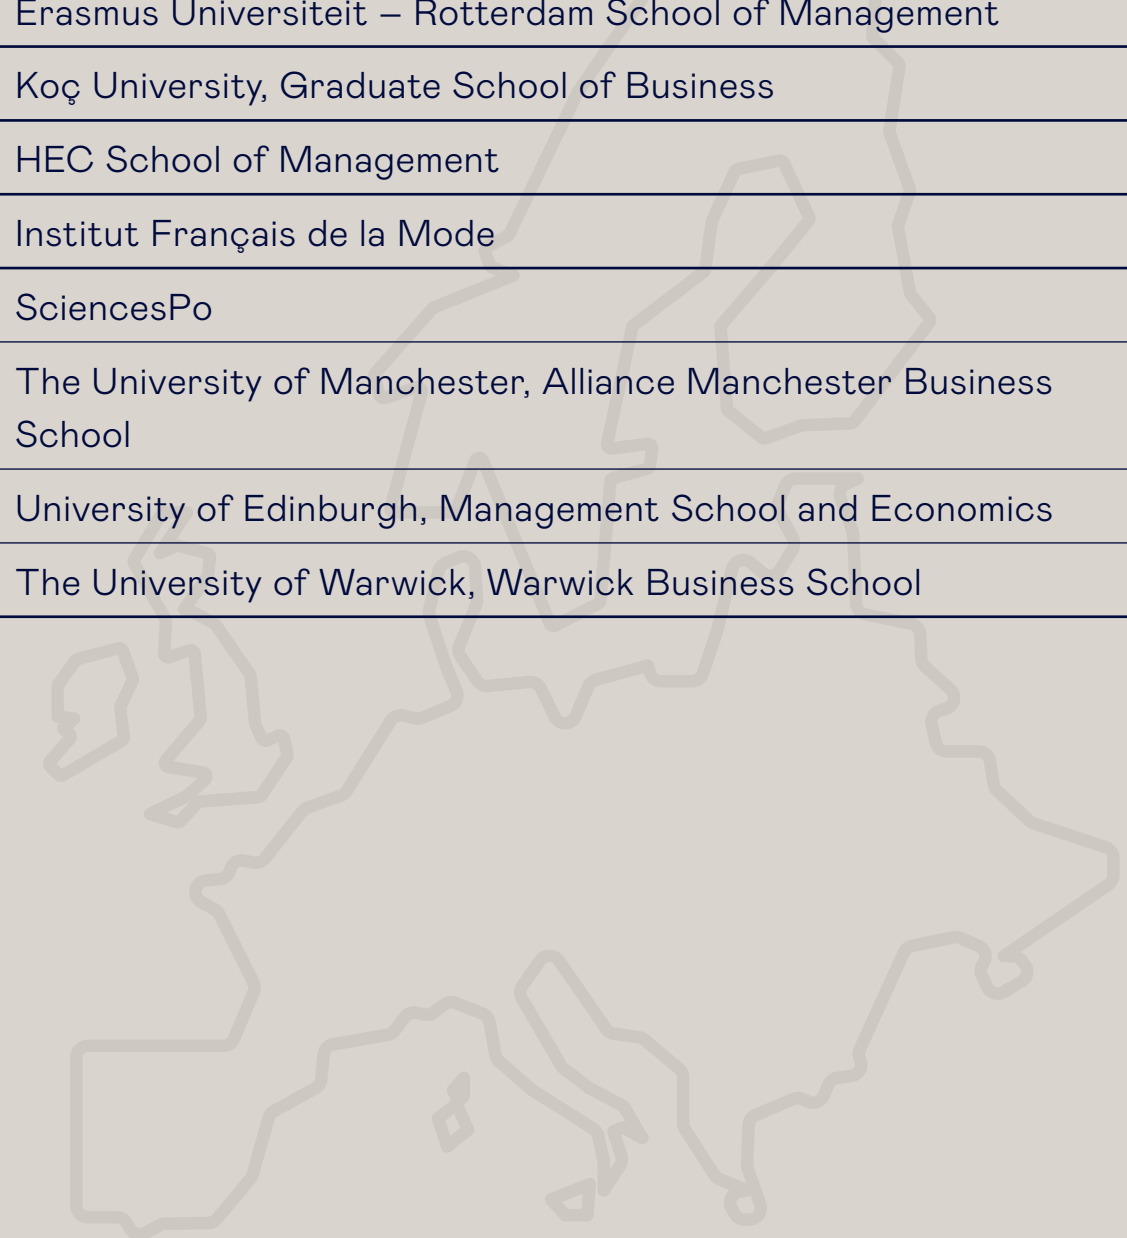 Erasmus Universiteit – Rotterdam School of Management
Koç University, Graduate School of Business
HEC School of Management
Institut Français de la Mode
SciencesPo
The University of Manchester, Alliance Manchester Business
School
University of Edinburgh, Management School and Economics
The University of Warwick, Warwick Business School